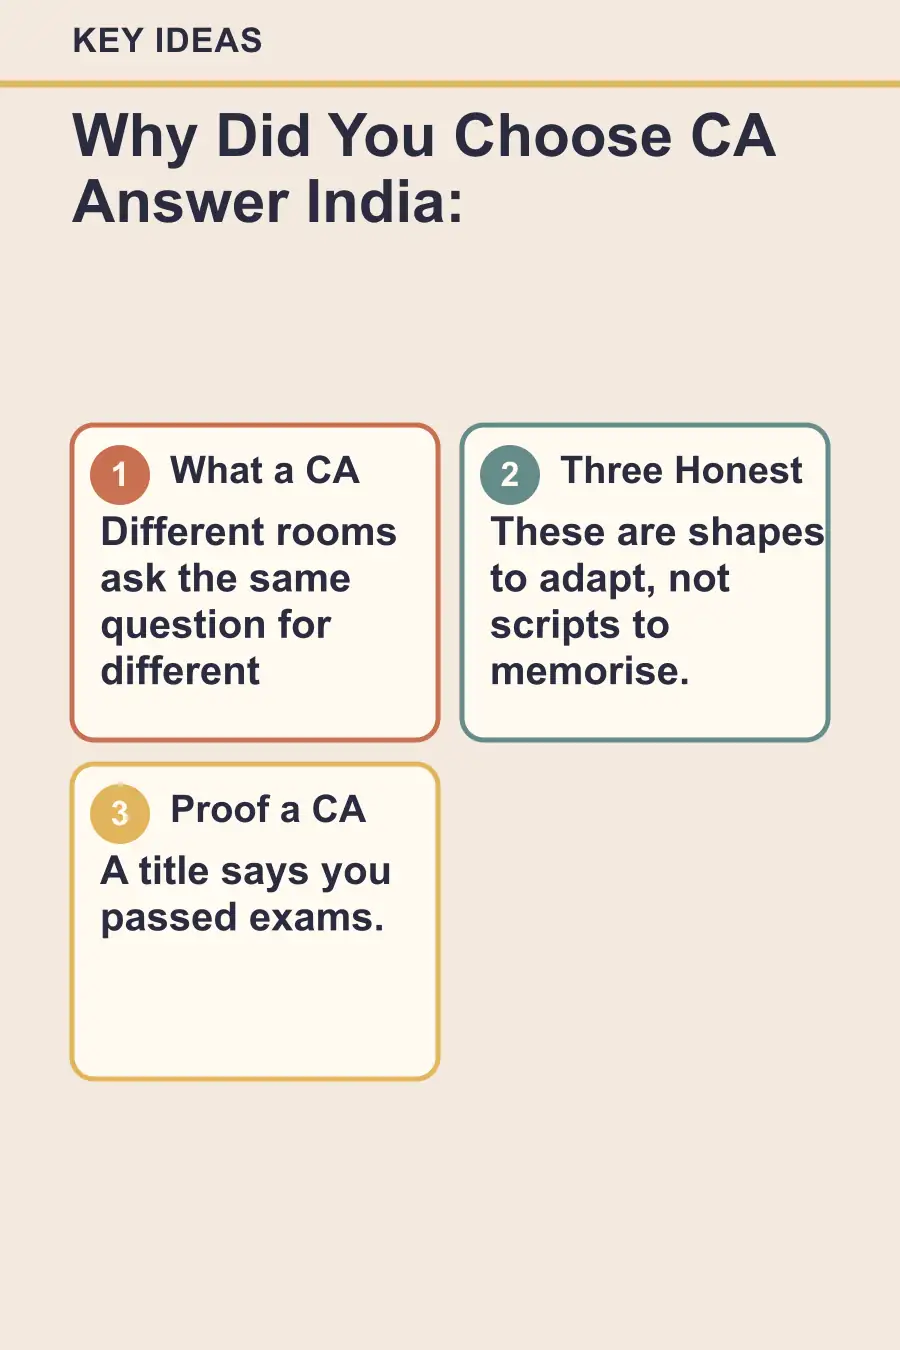 KEY IDEAS
Why Did You Choose CA
Answer India:
1 What a CA
Different rooms
ask the same
question for
different
2 Three Honest
These are shapes
to adapt, not
scripts to
memorise.
3 Proof a CA
A title says you
passed exams.